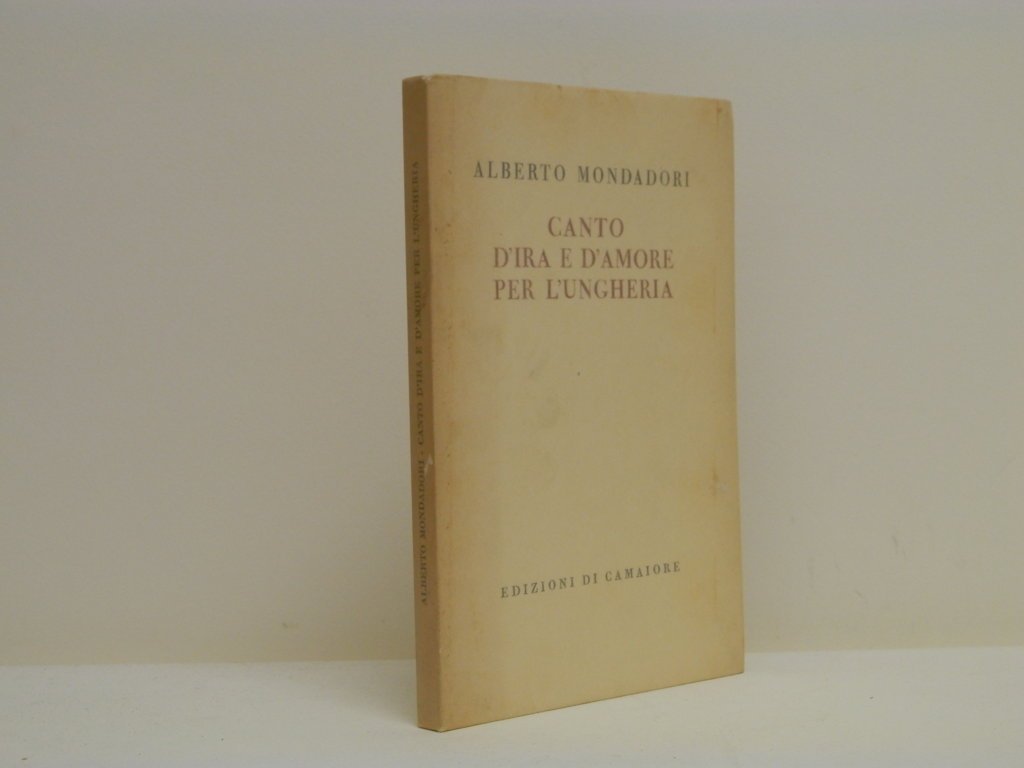 ALBERTO MONDADORI
CANTO
D'IRA E D'AMORE
PER L'UNGHERIA
EDIZIONI DI CAMAIORE
ALBERTO MONDADORI - CANTO D'IRA E D'AMORE PER L'UNGHERIA